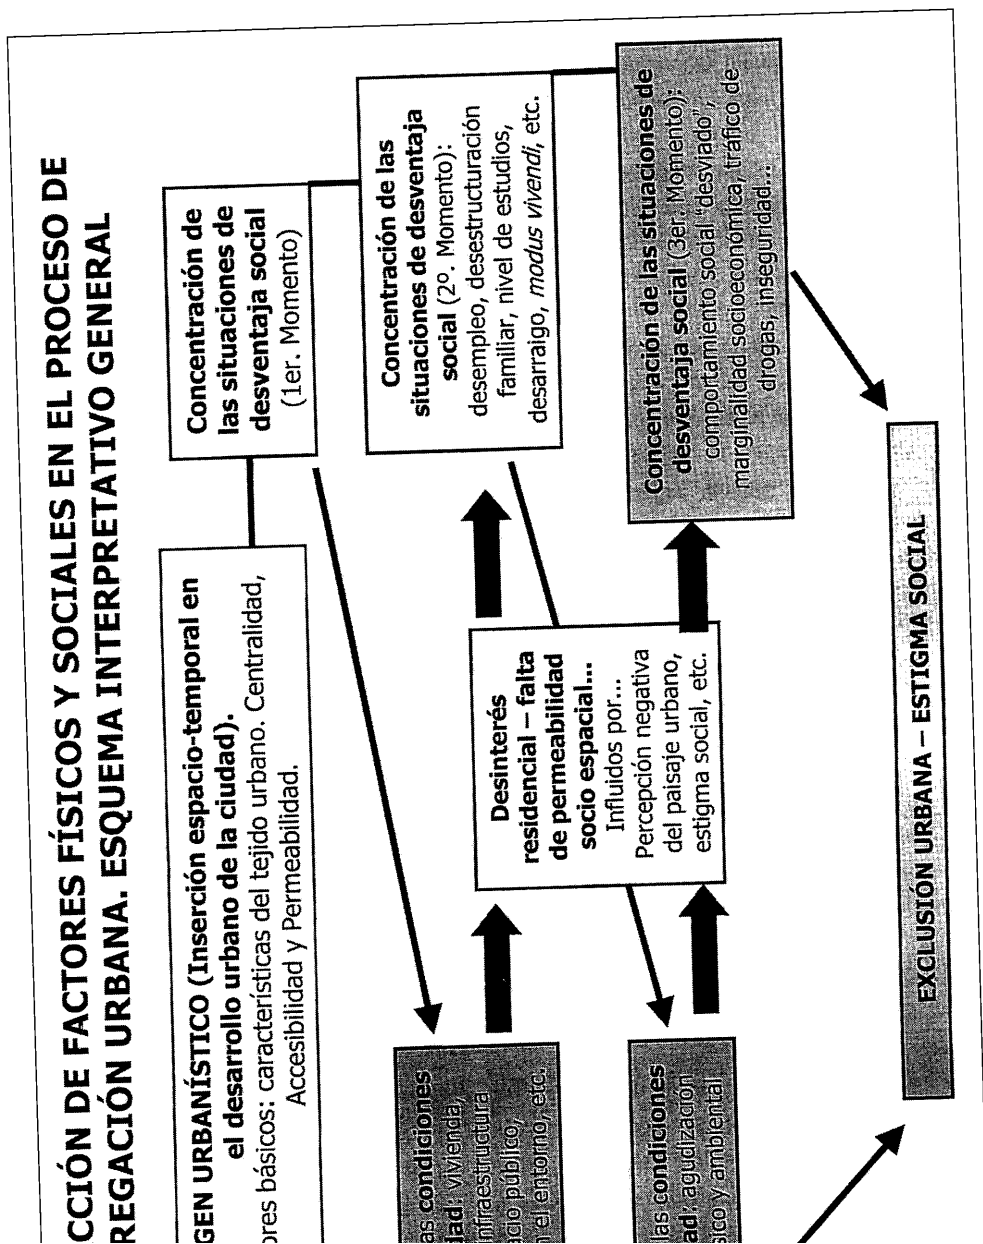 CCIÓN DE FACTORES FÍSICOS Y SOCIALES EN EL PROCESO DE
REGACIÓN URBANA. ESQUEMA INTERPRETATIVO GENERAL
GEN URBANÍSTICO (Inserción espacio-temporal en
el desarrollo urbano de la ciudad).
ores básicos: características del tejido urbano. Centralidad,
Accesibilidad y Permeabilidad.
Concentración de
las situaciones de
desventaja social
(1er. Momento)
as condiciones
dad: vivienda,
infraestructura
acio público,
n el entorno, etc.
Desinterés
residencial – falta
de permeabilidad
socio espacial...
Influidos por...
Percepción negativa
del paisaje urbano,
estigma social, etc.
Concentración de las
situaciones de desventaja
social (2º. Momento):
desempleo, desestructuración
familiar, nivel de estudios,
desarraigo, modus vivendi, etc.
las condiciones
ad: agudización
sico y ambiental
Concentración de las situaciones de
desventaja social (3er. Momento):
comportamiento social "desviado",
marginalidad socioeconómica, tráfico de
drogas, inseguridad...
EXCLUSIÓN URBANA – ESTIGMA SOCIAL